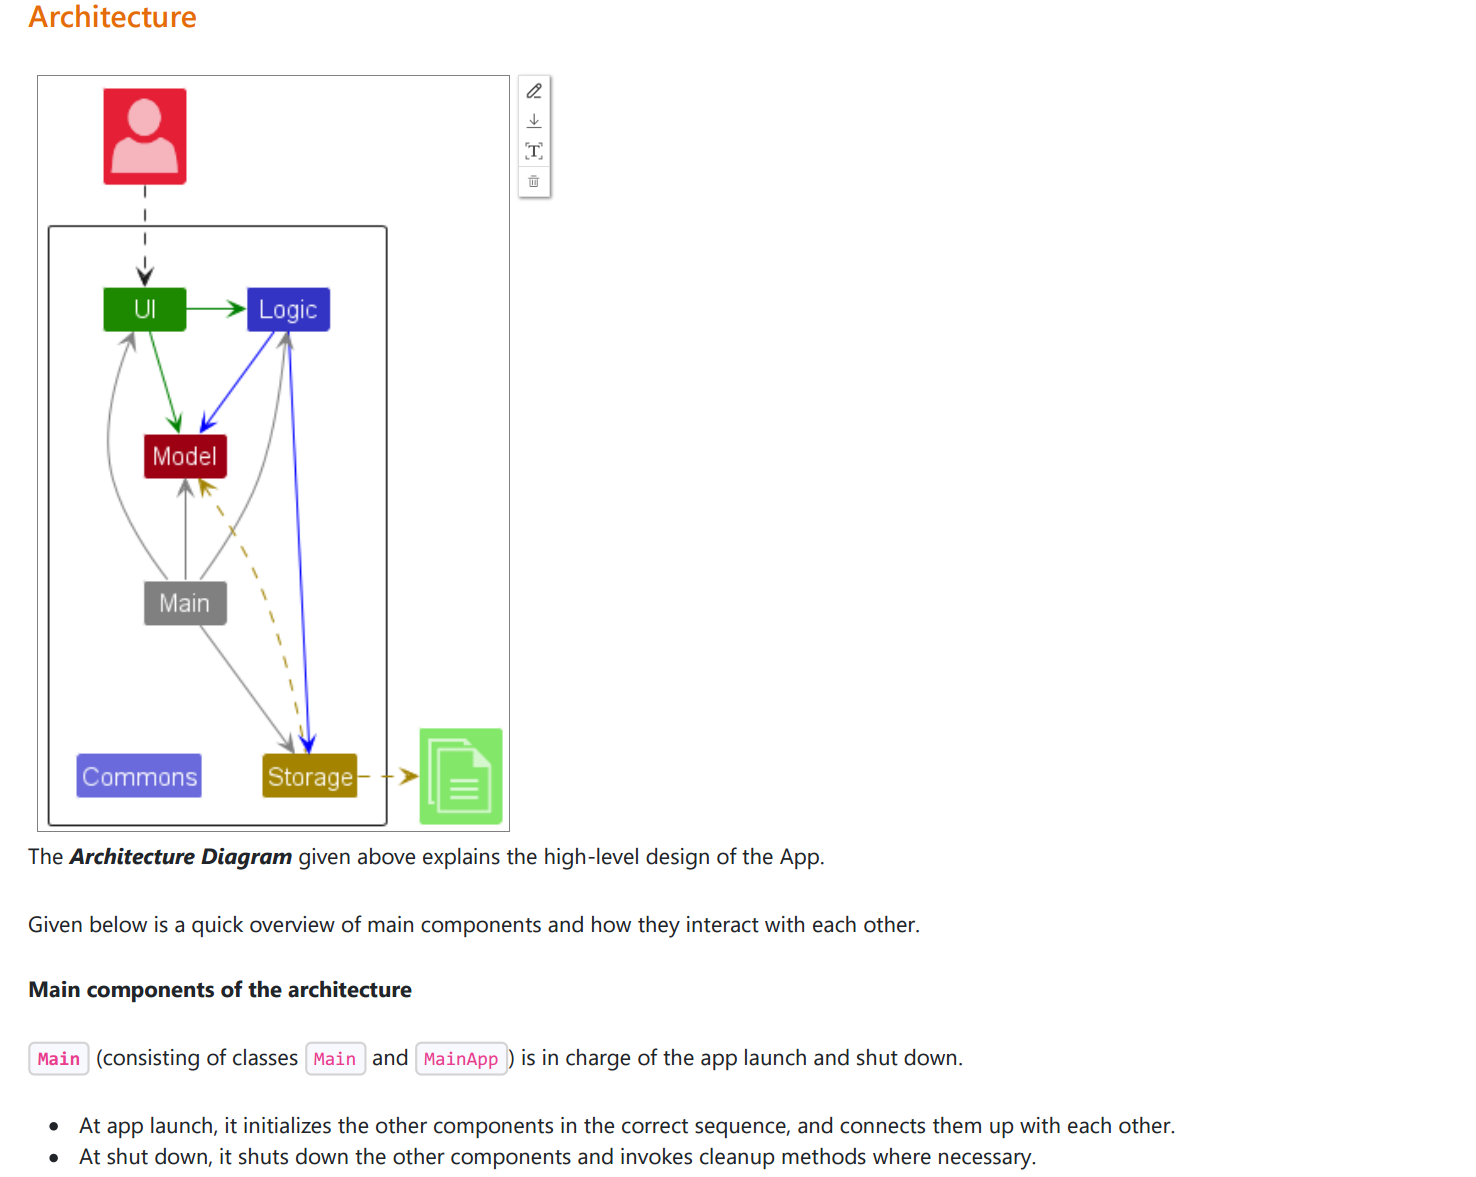 Architecture
UI
Logic
Model
Main
Commons
Storage
The Architecture Diagram given above explains the high-level design of the App.
Given below is a quick overview of main components and how they interact with each other.
Main components of the architecture
Main (consisting of classes Main and MainApp) is in charge of the app launch and shut down.
At app launch, it initializes the other components in the correct sequence, and connects them up with each other.
At shut down, it shuts down the other components and invokes cleanup methods where necessary.